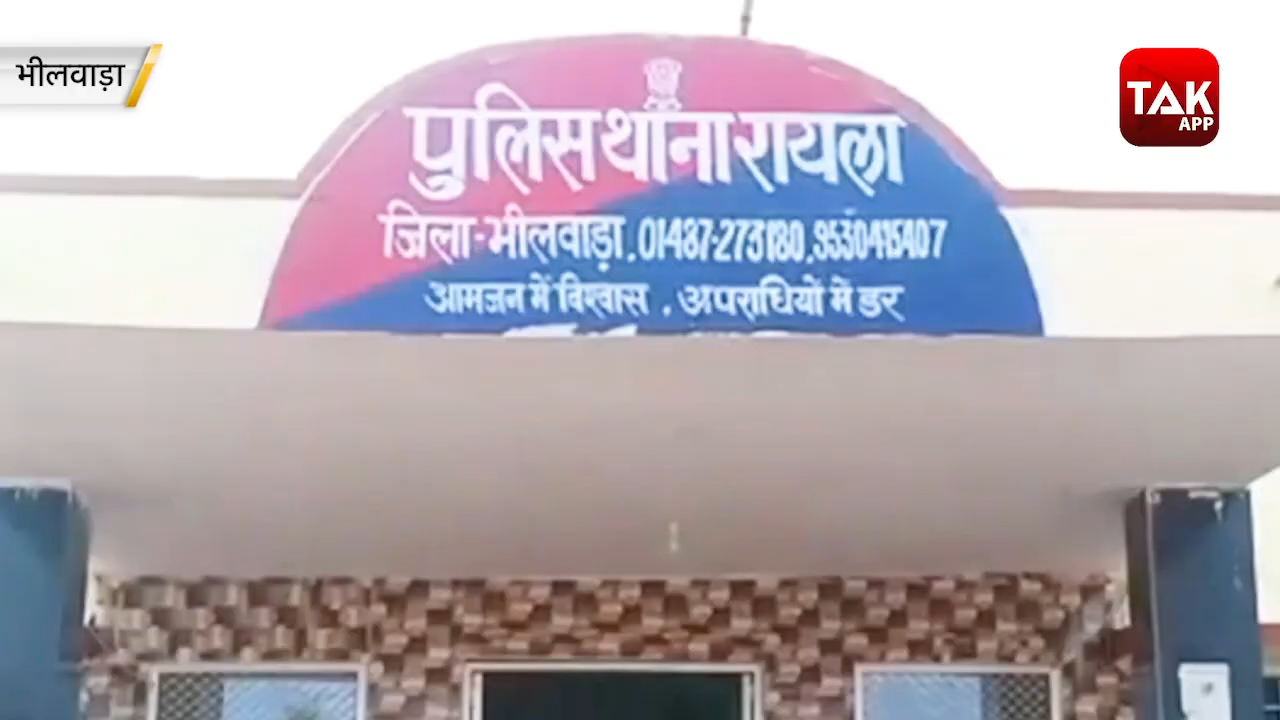 भीलवाड़ा
TAK
APP
पुलिस थाना रायला
जिला-भीलवाड़ा.01487-273180.9530415407
आमजन में विश्वास . अपराधियों में डर